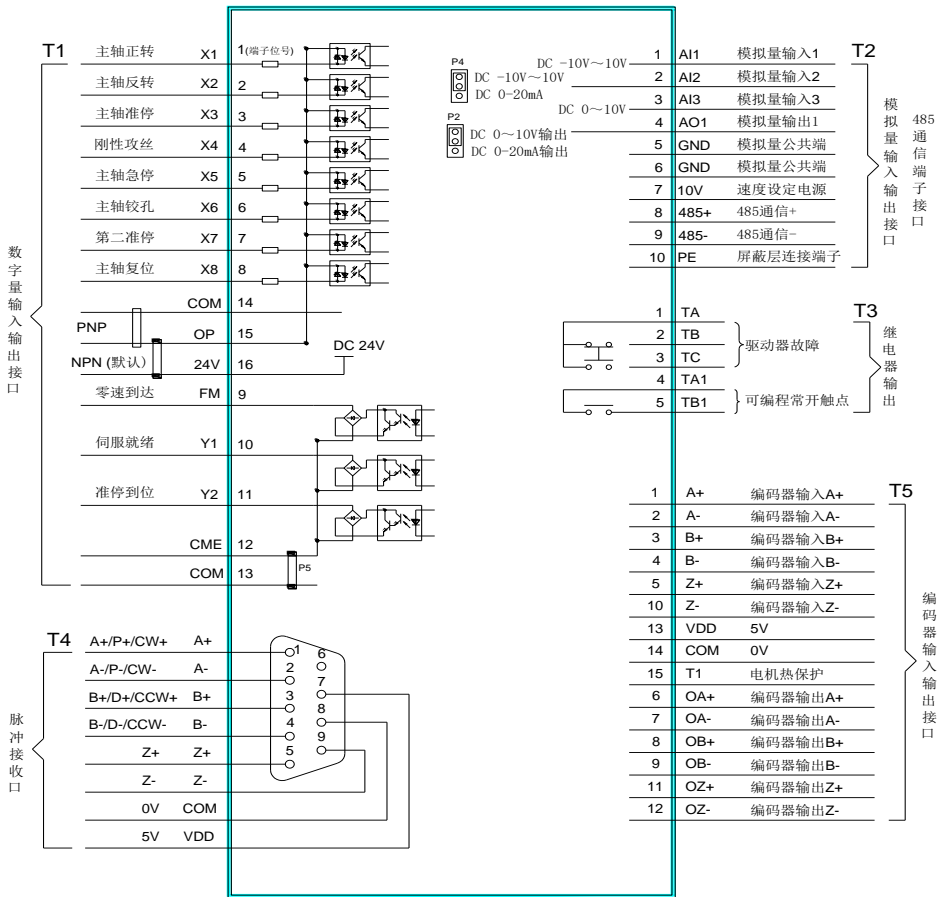 T1
主轴正转 X1 1(端子位号)
主轴反转 X2 2
主轴准停 X3 3
刚性攻丝 X4 4
主轴急停 X5 5
主轴铰孔 X6 6
第二准停 X7 7
主轴复位 X8 8
COM 14
PNP
OP 15
NPN (默认)
24V 16
DC 24V
零速到达 FM 9
伺服就绪 Y1 10
准停到位 Y2 11
CME 12
COM 13
P5
数字量输入输出接口
P4
DC -10V～10V
DC -10V～10V
DC 0-20mA
DC 0～10V
P2
DC 0～10V输出
DC 0-20mA输出
T2
1 AI1 模拟量输入1
2 AI2 模拟量输入2
3 AI3 模拟量输入3
4 AO1 模拟量输出1
5 GND 模拟量公共端
6 GND 模拟量公共端
7 10V 速度设定电源
8 485+ 485通信+
9 485- 485通信-
10 PE 屏蔽层连接端子
模拟量输入输出接口
485通信端子接口
T3
1 TA
2 TB
3 TC
驱动器故障
4 TA1
5 TB1
可编程常开触点
继电器输出
T4
A+/P+/CW+ A+
A-/P-/CW- A-
B+/D+/CCW+ B+
B-/D-/CCW- B-
Z+ Z+
Z- Z-
0V COM
5V VDD
1
2
3
4
5
6
7
8
9
脉冲接收口
T5
1 A+ 编码器输入A+
2 A- 编码器输入A-
3 B+ 编码器输入B+
4 B- 编码器输入B-
5 Z+ 编码器输入Z+
10 Z- 编码器输入Z-
13 VDD 5V
14 COM 0V
15 T1 电机热保护
6 OA+ 编码器输出A+
7 OA- 编码器输出A-
8 OB+ 编码器输出B+
9 OB- 编码器输出B-
11 OZ+ 编码器输出Z+
12 OZ- 编码器输出Z-
编码器输入输出接口